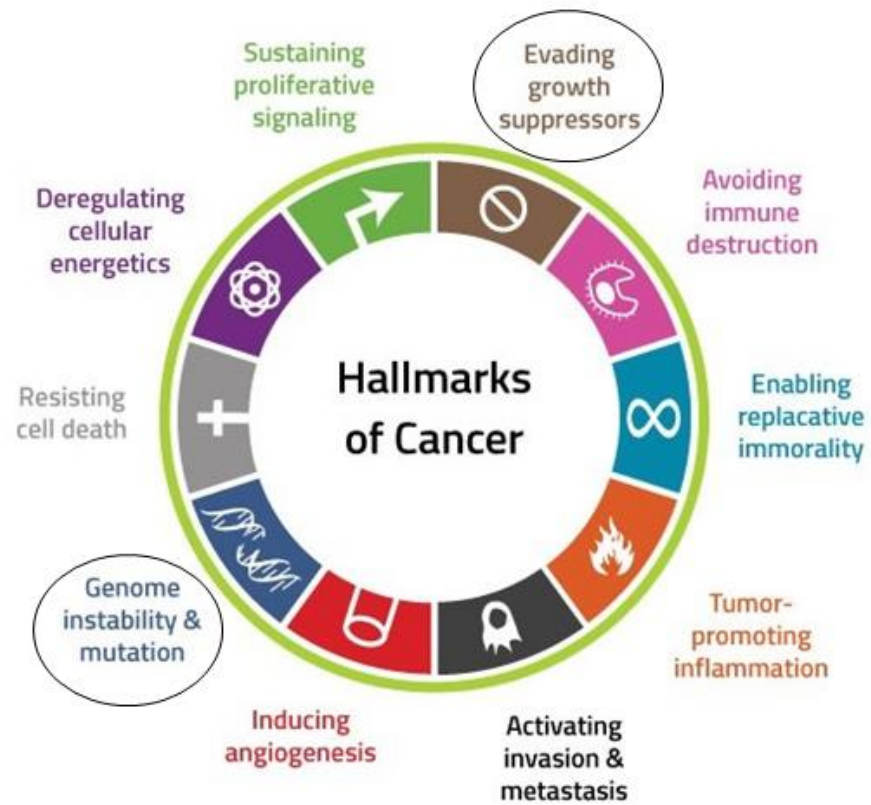 Sustaining
proliferative
signaling
Evading
growth
suppressors
Deregulating
cellular
energetics
Avoiding
immune
destruction
Hallmarks
of Cancer
Resisting
cell death
Enabling
replacative
immorality
Genome
instability &
mutation
Tumor-
promoting
inflammation
Inducing
angiogenesis
Activating
invasion &
metastasis